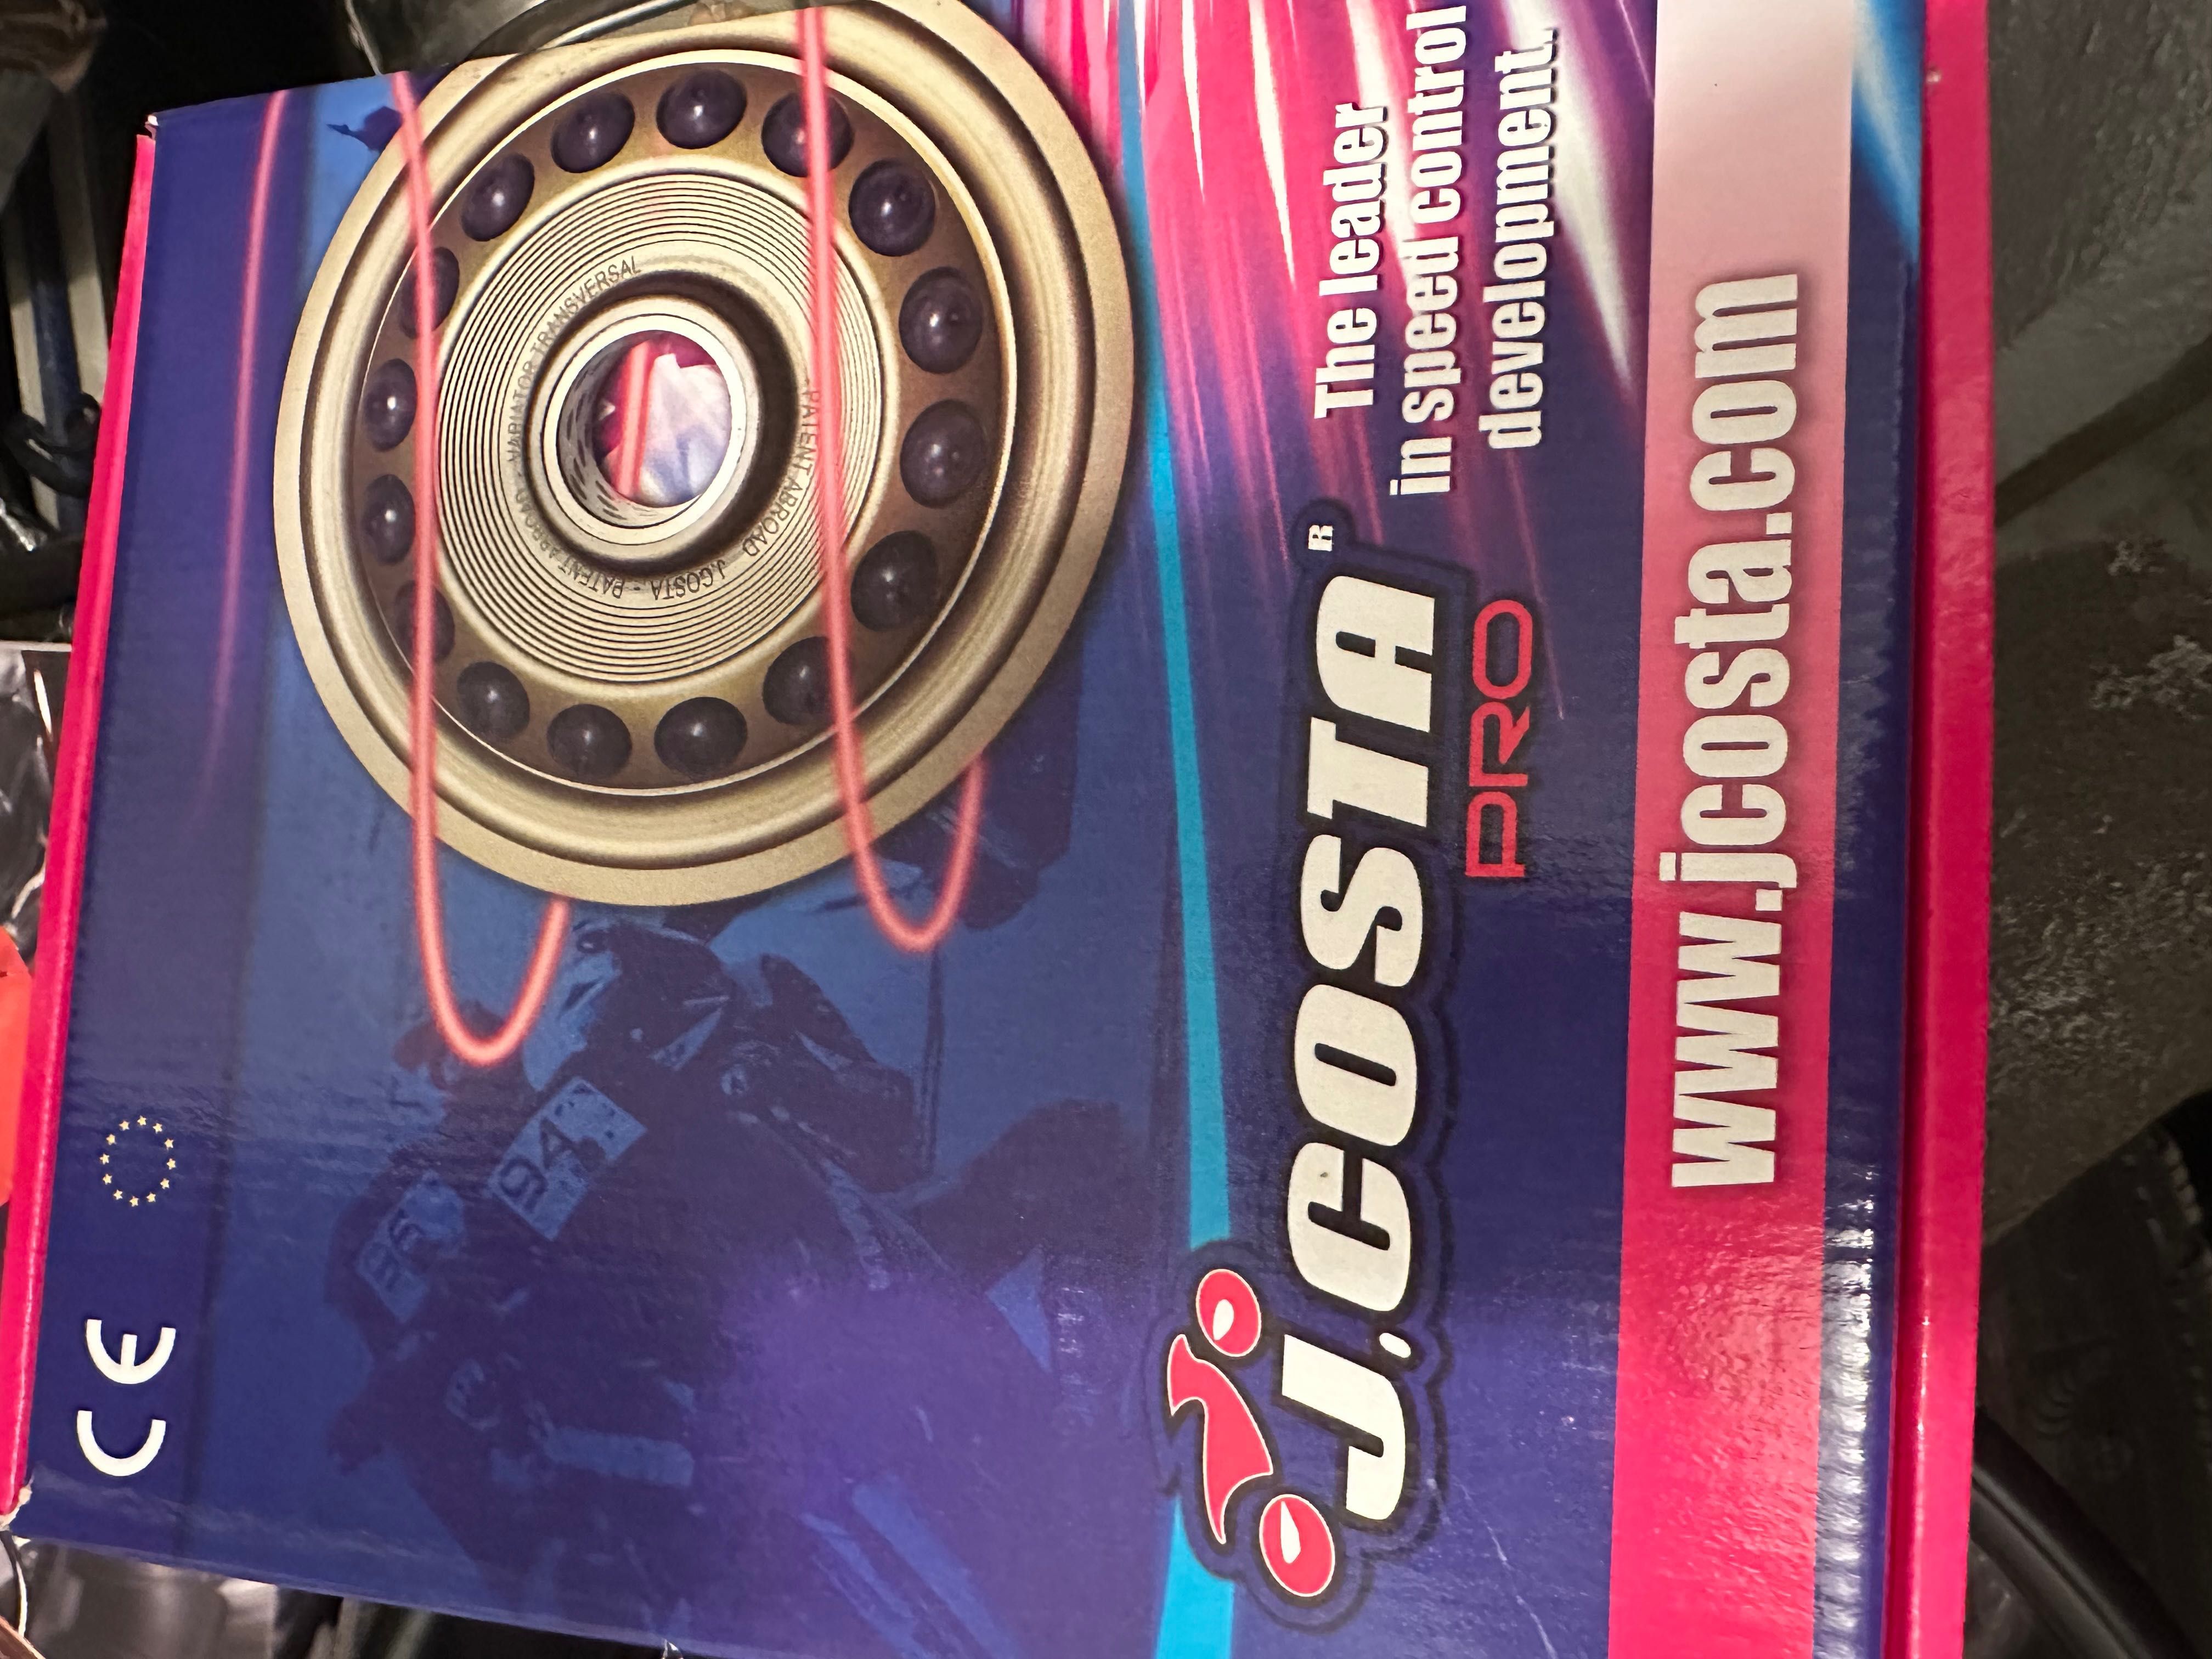 CE
94
VARIATOR TRANSVERSAL
PATENT ABROAD
J.COSTA - PATENT ABROAD
The leader
in speed control
development.
J.COSTA®
PRO
www.jcosta.com